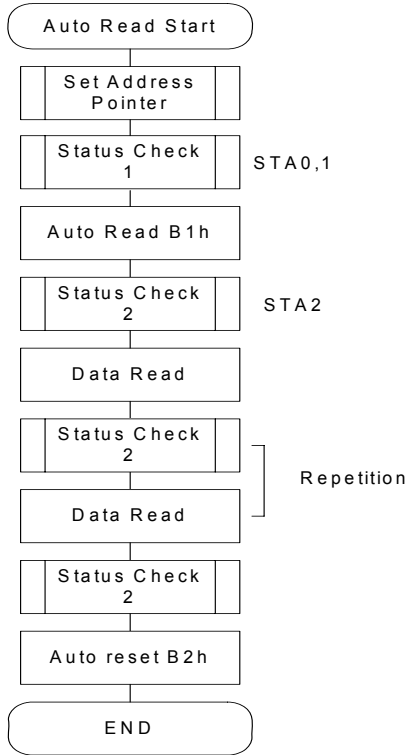 Auto Read Start
Set Address
Pointer
Status Check
1
STA0,1
Auto Read B1h
Status Check
2
STA2
Data Read
Status Check
2
Repetition
Data Read
Status Check
2
Auto reset B2h
END